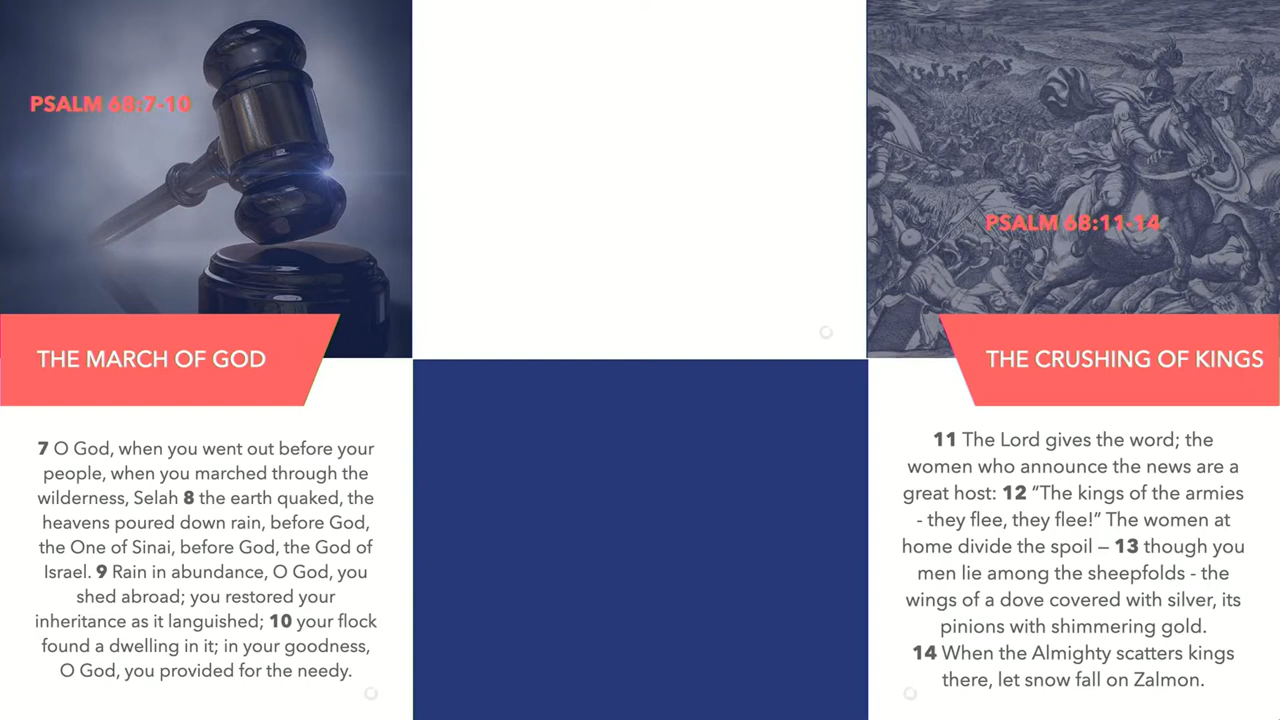 PSALM 68:7-10
THE MARCH OF GOD
7 O God, when you went out before your
people, when you marched through the
wilderness, Selah 8 the earth quaked, the
heavens poured down rain, before God,
the One of Sinai, before God, the God of
Israel. 9 Rain in abundance, O God, you
shed abroad; you restored your
inheritance as it languished; 10 your flock
found a dwelling in it; in your goodness,
O God, you provided for the needy.
PSALM 68:11-14
THE CRUSHING OF KINGS
11 The Lord gives the word; the
women who announce the news are a
great host: 12 “The kings of the armies
- they flee, they flee!” The women at
home divide the spoil – 13 though you
men lie among the sheepfolds - the
wings of a dove covered with silver, its
pinions with shimmering gold.
14 When the Almighty scatters kings
there, let snow fall on Zalmon.